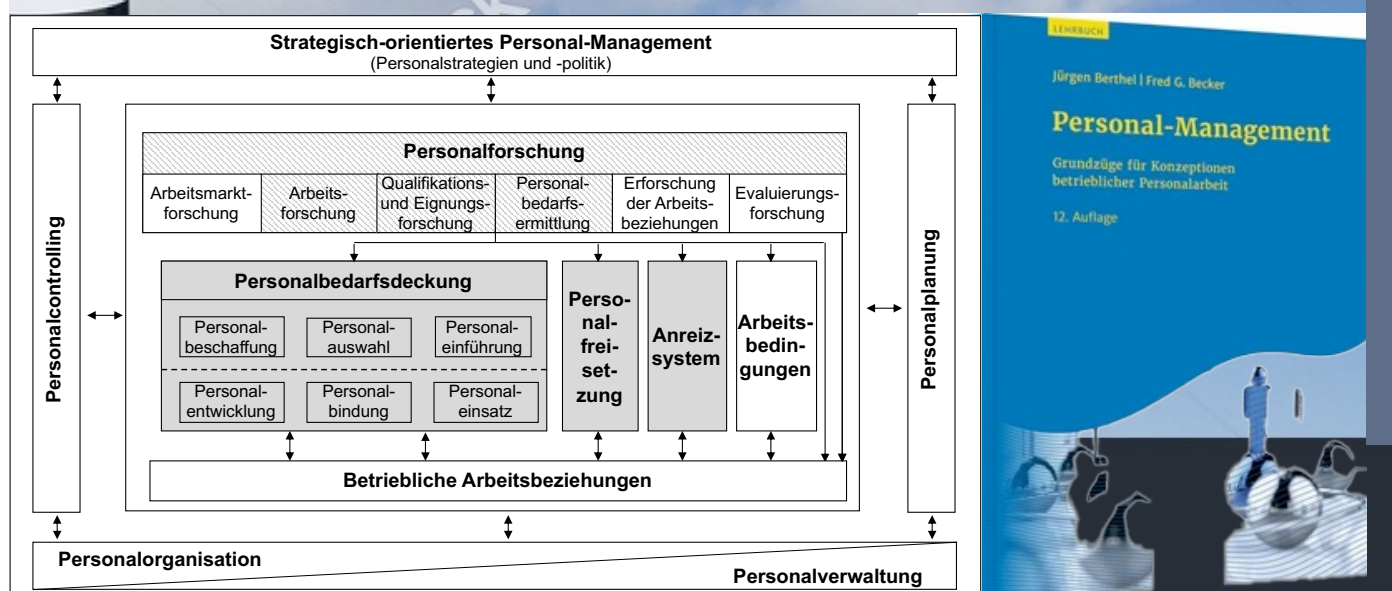 Strategisch-orientiertes Personal-Management
(Personalstrategien und -politik)
Personalcontrolling
Personalforschung
Arbeitsmarkt-
forschung
Arbeits-
forschung
Qualifikations-
und Eignungs-
forschung
Personal-
bedarfs-
ermittlung
Erforschung
der Arbeits-
beziehungen
Evaluierungs-
forschung
Personalbedarfsdeckung
Personal-
beschaffung
Personal-
auswahl
Personal-
einführung
Personal-
entwicklung
Personal-
bindung
Personal-
einsatz
Perso-
nal-
frei-
set-
zung
Anreiz-
system
Arbeits-
bedin-
gungen
Betriebliche Arbeitsbeziehungen
Personalplanung
Personalorganisation
Personalverwaltung
LEHRBUCH
Jürgen Berthel | Fred G. Becker
Personal-Management
Grundzüge für Konzeptionen
betrieblicher Personalarbeit
12. Auflage